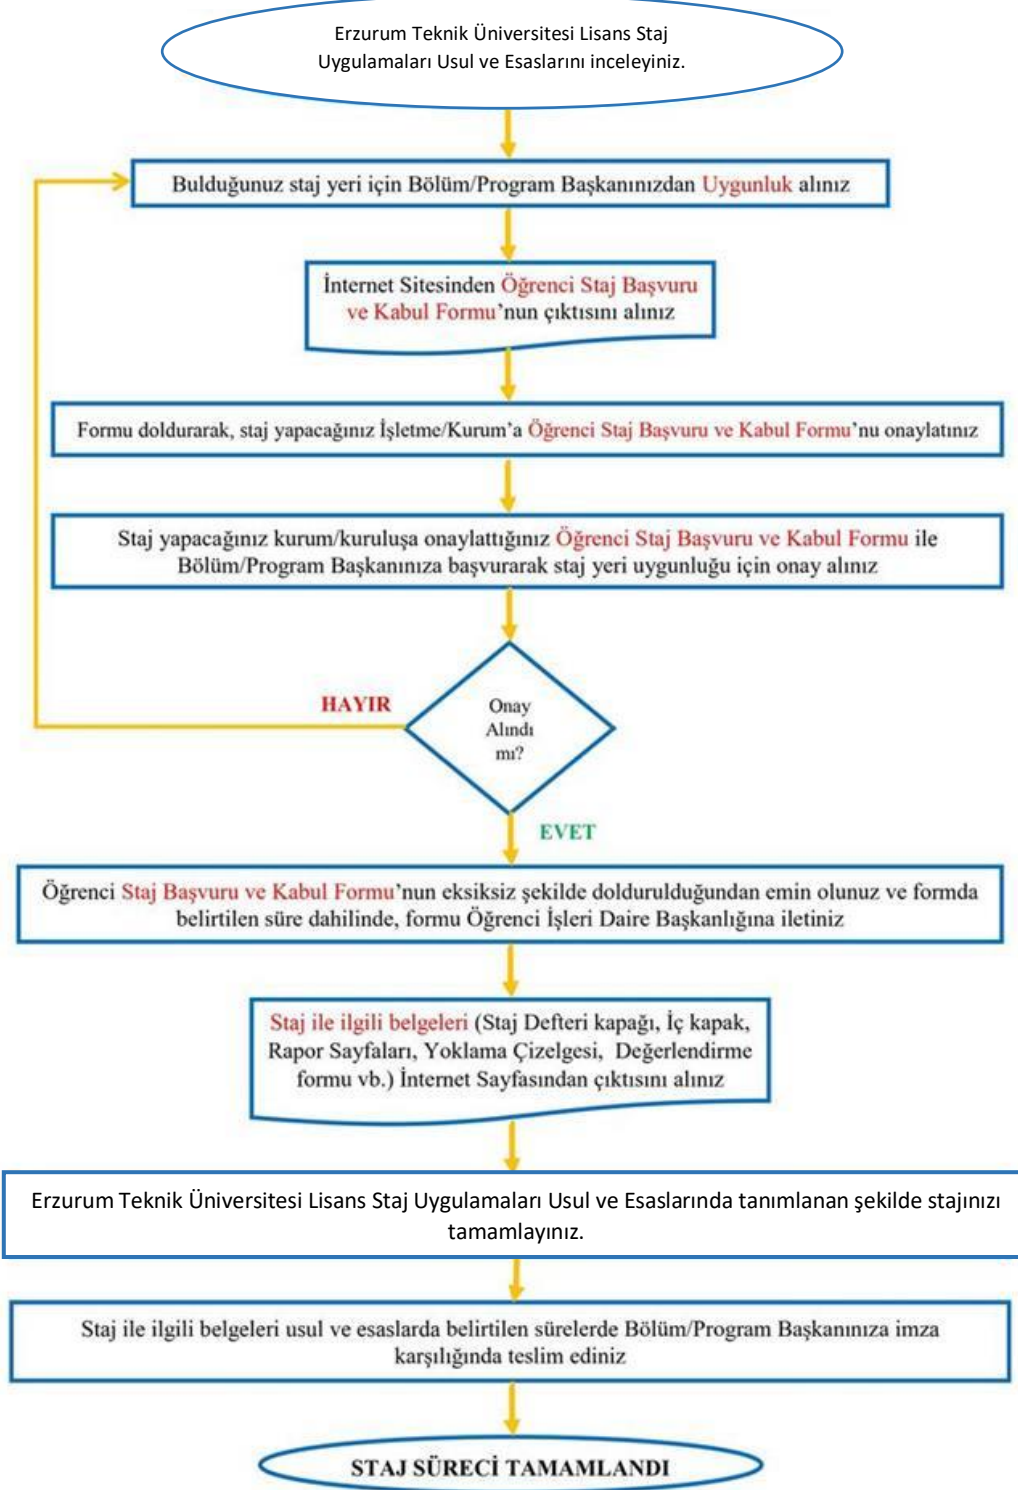 Erzurum Teknik Üniversitesi Lisans Staj
Uygulamaları Usul ve Esaslarını inceleyiniz.
Bulduğunuz staj yeri için Bölüm/Program Başkanınızdan Uygunluk alınız
İnternet Sitesinden Öğrenci Staj Başvuru
ve Kabul Formu’nun çıktısını alınız
Formu doldurarak, staj yapacağınız İşletme/Kurum’a Öğrenci Staj Başvuru ve Kabul Formu’nu onaylatınız
Staj yapacağınız kurum/kuruluşa onaylattığınız Öğrenci Staj Başvuru ve Kabul Formu ile
Bölüm/Program Başkanınıza başvurarak staj yeri uygunluğu için onay alınız
HAYIR
Onay
Alındı
mı?
EVET
Öğrenci Staj Başvuru ve Kabul Formu’nun eksiksiz şekilde doldurulduğundan emin olunuz ve formda
belirtilen süre dahilinde, formu Öğrenci İşleri Daire Başkanlığına iletiniz
Staj ile ilgili belgeleri (Staj Defteri kapağı, İç kapak,
Rapor Sayfaları, Yoklama Çizelgesi, Değerlendirme
formu vb.) İnternet Sayfasından çıktısını alınız
Erzurum Teknik Üniversitesi Lisans Staj Uygulamaları Usul ve Esaslarında tanımlanan şekilde stajınızı
tamamlayınız.
Staj ile ilgili belgeleri usul ve esaslarda belirtilen sürelerde Bölüm/Program Başkanınıza imza
karşılığında teslim ediniz
STAJ SÜRECİ TAMAMLANDI